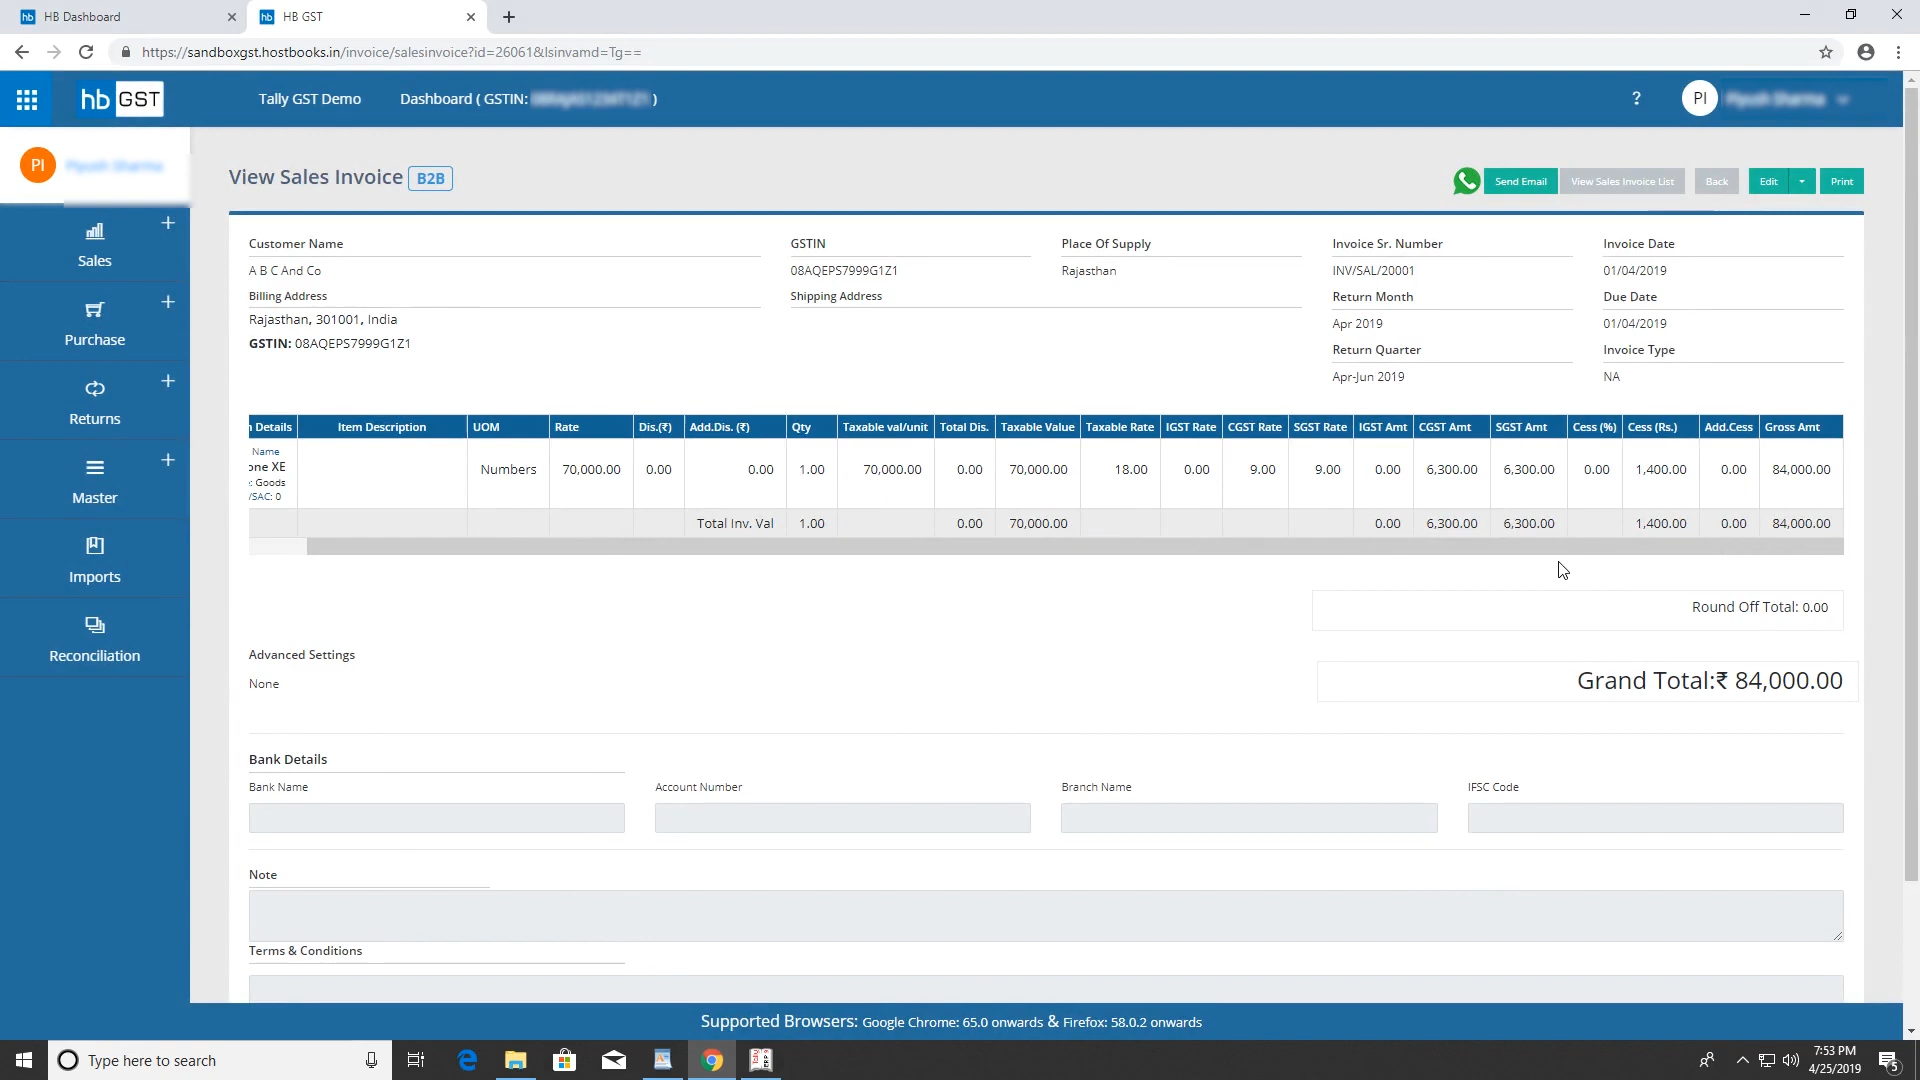 HB Dashboard
HB GST
https://sandboxgst.hostbooks.in/invoice/salesinvoice?id=26061&lsinvamd=Tg==
hb GST
Tally GST Demo
Dashboard ( GSTIN: )
?
PI
PI
Sales
Purchase
Returns
Master
Imports
Reconciliation
View Sales Invoice B2B
Send Email View Sales Invoice List Back Edit Print
Customer Name GSTIN Place Of Supply Invoice Sr. Number Invoice Date
A B C And Co 08AQEPS7999G1Z1 Rajasthan INV/SAL/20001 01/04/2019
Billing Address Shipping Address Return Month Due Date
Rajasthan, 301001, India Apr 2019 01/04/2019
GSTIN: 08AQEPS7999G1Z1 Return Quarter Invoice Type
Apr-Jun 2019 NA
Details Item Description UOM Rate Dis.(₹) Add.Dis. (₹) Qty Taxable val/unit Total Dis. Taxable Value Taxable Rate IGST Rate CGST Rate SGST Rate IGST Amt CGST Amt SGST Amt Cess (%) Cess (Rs.) Add.Cess Gross Amt
Name
one XE
: Goods
/SAC: 0
Numbers 70,000.00 0.00 0.00 1.00 70,000.00 0.00 70,000.00 18.00 0.00 9.00 9.00 0.00 6,300.00 6,300.00 0.00 1,400.00 0.00 84,000.00
Total Inv. Val 1.00 0.00 70,000.00 0.00 6,300.00 6,300.00 1,400.00 0.00 84,000.00
Round Off Total: 0.00
Advanced Settings
None
Grand Total:₹ 84,000.00
Bank Details
Bank Name Account Number Branch Name IFSC Code
Note
Terms & Conditions
Supported Browsers: Google Chrome: 65.0 onwards & Firefox: 58.0.2 onwards
Type here to search
7:53 PM
4/25/2019
5